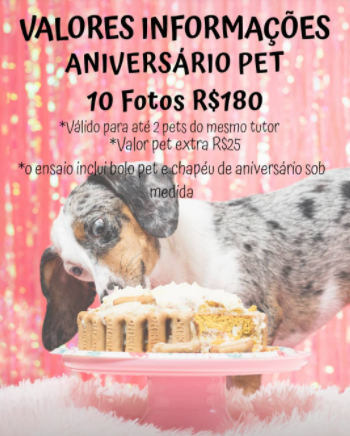 VALORES INFORMAÇÕES
ANIVERSÁRIO PET
10 Fotos R$180
*Válido para até 2 pets do mesmo tutor
*Valor pet extra R$25
*o ensaio inclui bolo pet e chapéu de aniversário sob
medida